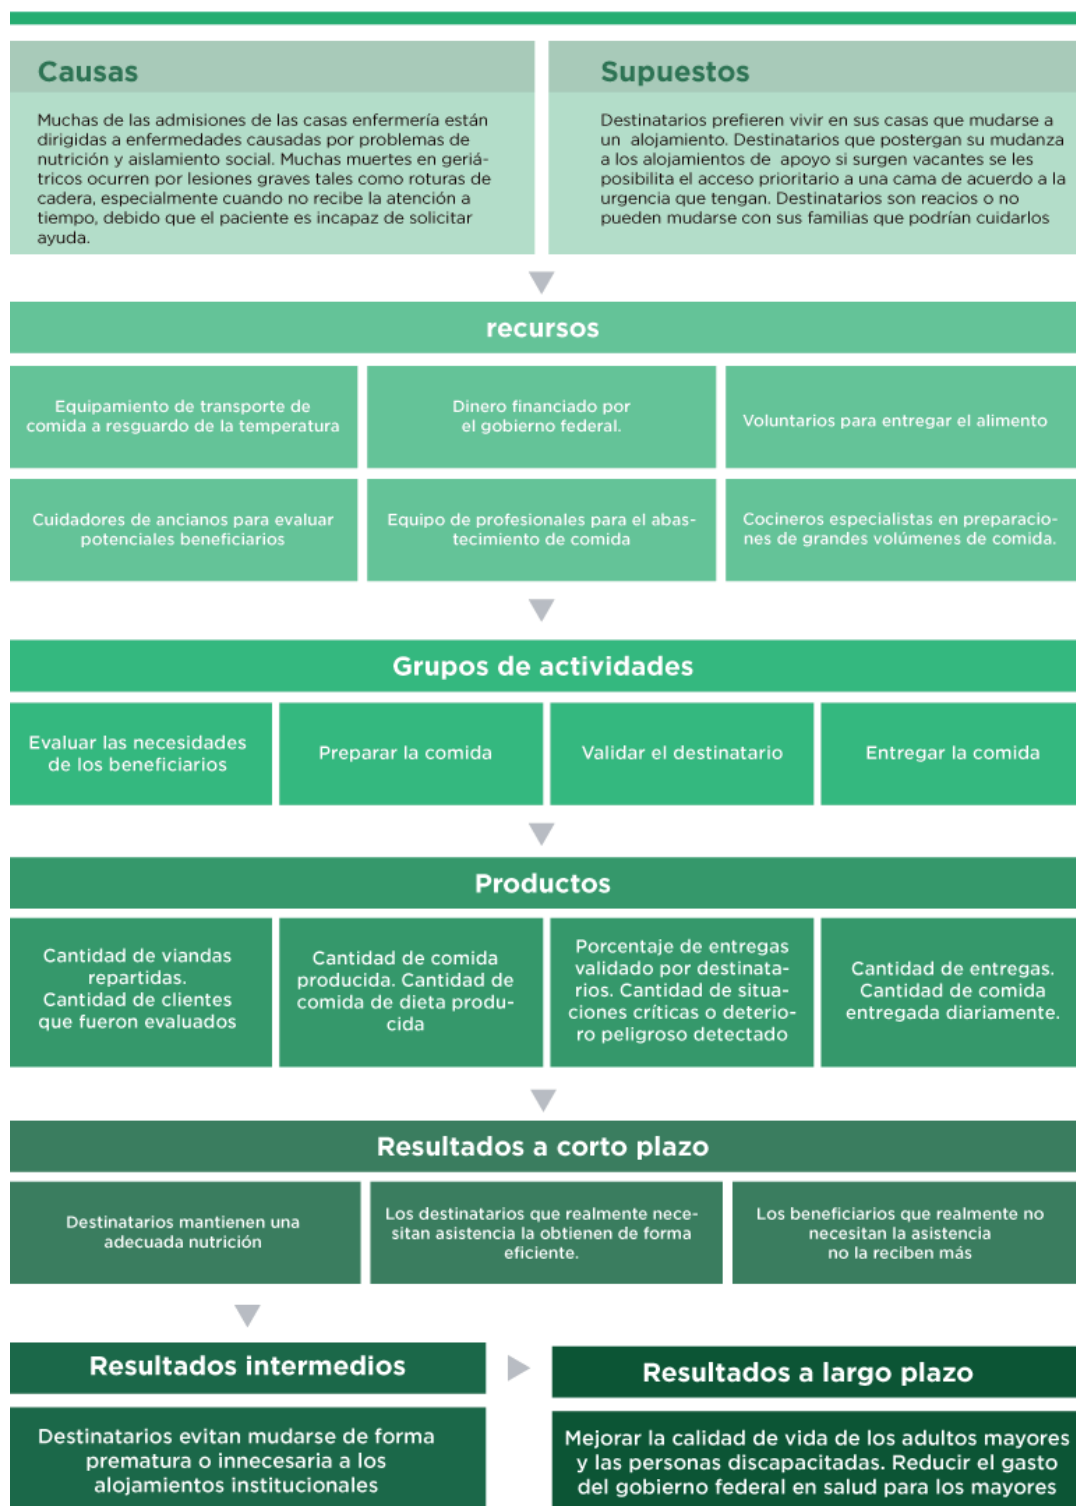 Causas
Muchas de las admisiones de las casas enfermería están
dirigidas a enfermedades causadas por problemas de
nutrición y aislamiento social. Muchas muertes en geriá-
tricos ocurren por lesiones graves tales como roturas de
cadera, especialmente cuando no recibe la atención a
tiempo, debido que el paciente es incapaz de solicitar
ayuda.
Supuestos
Destinatarios prefieren vivir en sus casas que mudarse a
un alojamiento. Destinatarios que postergan su mudanza
a los alojamientos de apoyo si surgen vacantes se les
posibilita el acceso prioritario a una cama de acuerdo a la
urgencia que tengan. Destinatarios son reacios o no
pueden mudarse con sus familias que podrían cuidarlos
recursos
Equipamiento de transporte de
comida a resguardo de la temperatura
Dinero financiado por
el gobierno federal.
Voluntarios para entregar el alimento
Cuidadores de ancianos para evaluar
potenciales beneficiarios
Equipo de profesionales para el abas-
tecimiento de comida
Cocineros especialistas en preparacio-
nes de grandes volúmenes de comida.
Grupos de actividades
Evaluar las necesidades
de los beneficiarios
Preparar la comida
Validar el destinatario
Entregar la comida
Productos
Cantidad de viandas
repartidas.
Cantidad de clientes
que fueron evaluados
Cantidad de comida
producida. Cantidad de
comida de dieta produ-
cida
Porcentaje de entregas
validado por destinata-
rios. Cantidad de situa-
ciones críticas o deterio-
ro peligroso detectado
Cantidad de entregas.
Cantidad de comida
entregada diariamente.
Resultados a corto plazo
Destinatarios mantienen una
adecuada nutrición
Los destinatarios que realmente nece-
sitan asistencia la obtienen de forma
eficiente.
Los beneficiarios que realmente no
necesitan la asistencia
no la reciben más
Resultados intermedios
Destinatarios evitan mudarse de forma
prematura o innecesaria a los
alojamientos institucionales
Resultados a largo plazo
Mejorar la calidad de vida de los adultos mayores
y las personas discapacitadas. Reducir el gasto
del gobierno federal en salud para los mayores